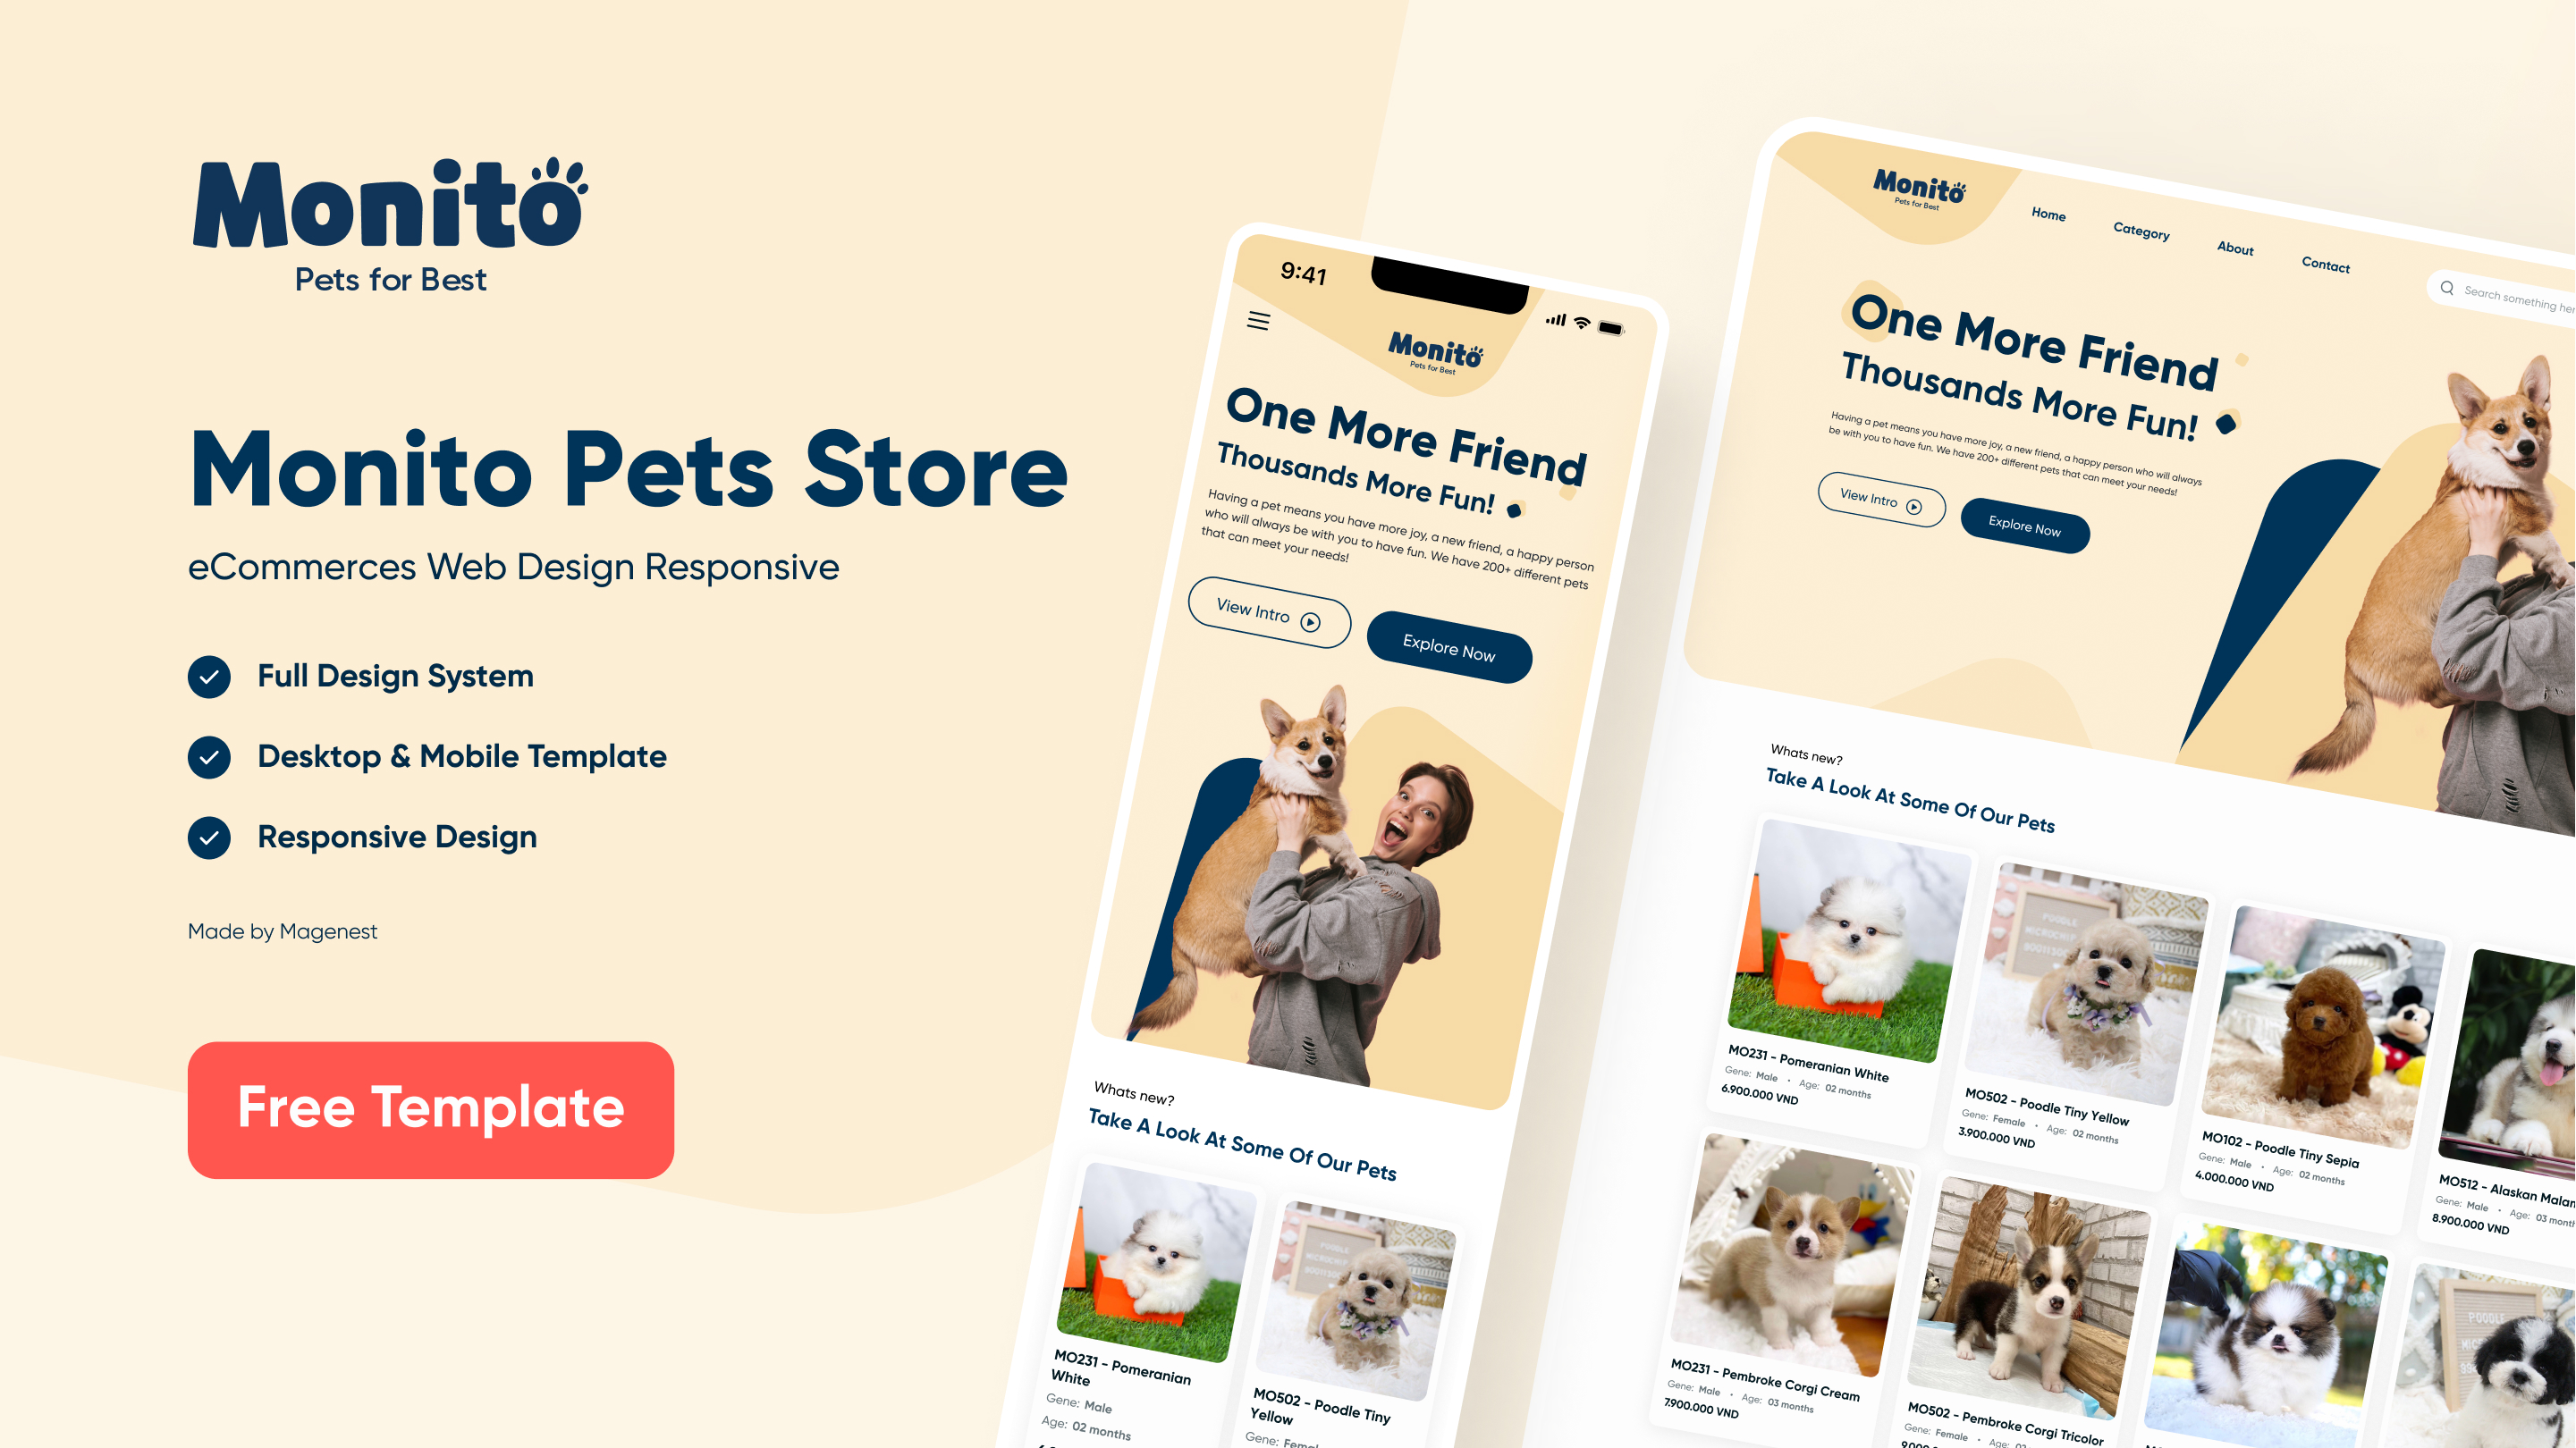 Monito
Pets for Best
Monito Pets Store
eCommerces Web Design Responsive
Full Design System
Desktop & Mobile Template
Responsive Design
Made by Magenest
Free Template
9:41
Monito
Pets for Best
One More Friend
Thousands More Fun!
Having a pet means you have more joy, a new friend, a happy person
who will always be with you to have fun. We have 200+ different pets
that can meet your needs!
View Intro
Explore Now
Whats new?
Take A Look At Some Of Our Pets
MO231 - Pomeranian
White
Gene: Male
Age: 02 months
MO502 - Poodle Tiny
Yellow
Gene:
Monito
Pets for Best
Home
Category
About
Contact
Search something
One More Friend
Thousands More Fun!
Having a pet means you have more joy, a new friend, a happy person who will always
be with you to have fun. We have 200+ different pets that can meet your needs!
View Intro
Explore Now
Whats new?
Take A Look At Some Of Our Pets
POODLE
MO231 - Pomeranian White
Gene: Male • Age: 02 months
6.900.000 VND
MO502 - Poodle Tiny Yellow
Gene: Female • Age: 02 months
3.900.000 VND
MO102 - Poodle Tiny Sepia
Gene: Male • Age: 02 months
4.000.000 VND
MO512 - Alaskan
Gene: Male • Age: 03
8.900.000 VND
MO231 - Pembroke Corgi Cream
Gene: Male • Age: 03 months
7.900.000 VND
MO502 - Pembroke Corgi Tricolor
Gene: Female • Age: